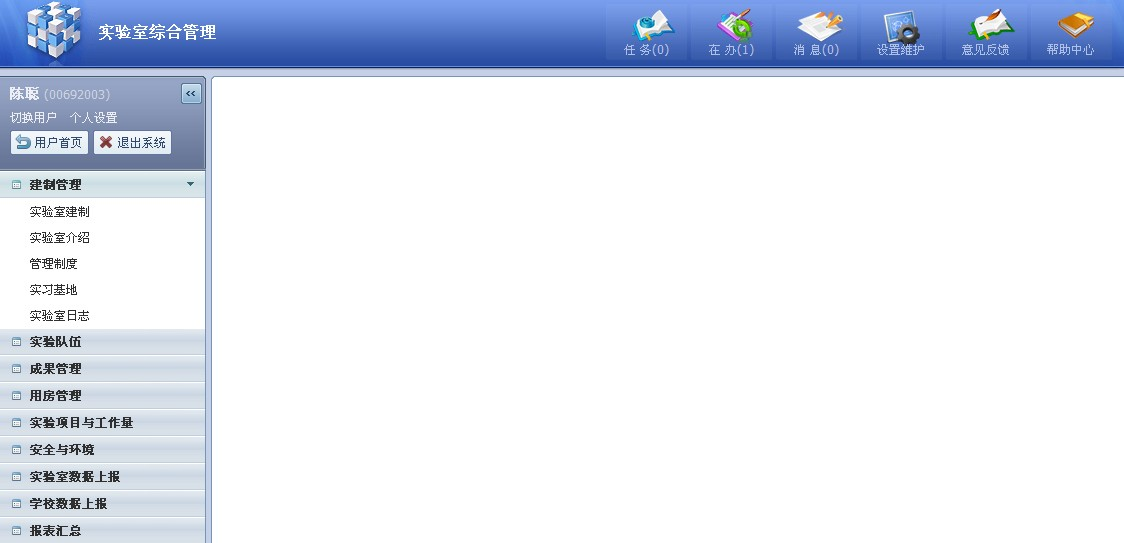 实验室综合管理
任 务(0) 在 办(1) 消 息(0) 设置维护 意见反馈 帮助中心
陈聪 (00692003)
切换用户 个人设置
用户首页 退出系统
建制管理
实验室建制
实验室介绍
管理制度
实习基地
实验室日志
实验队伍
成果管理
用房管理
实验项目与工作量
安全与环境
实验室数据上报
学校数据上报
报表汇总